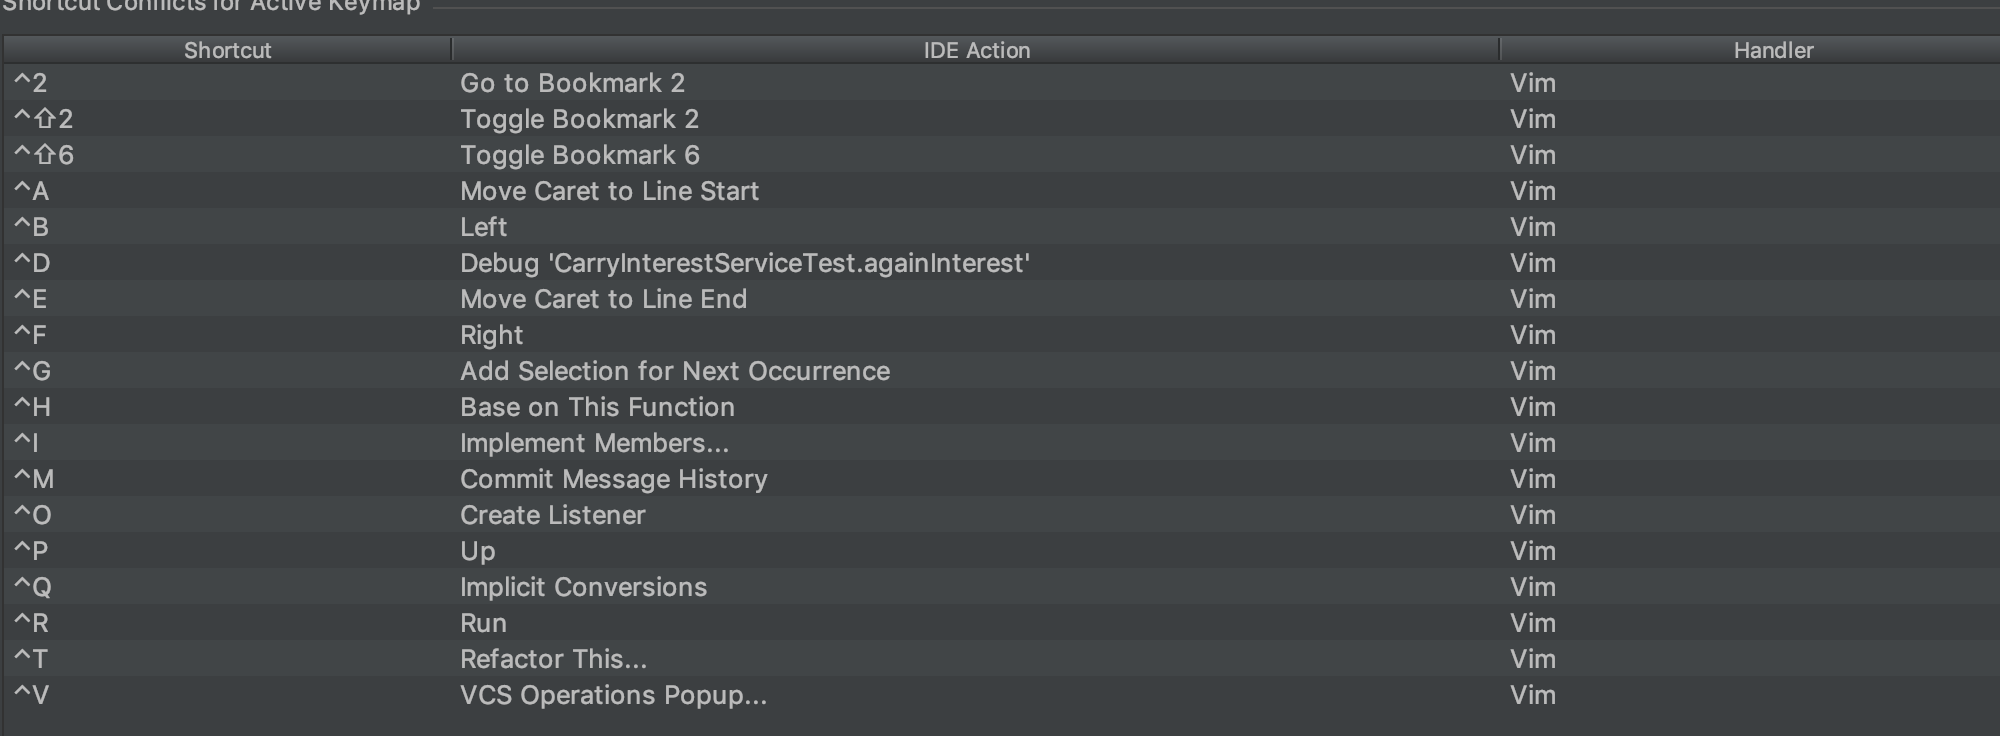 Shortcut Conflicts for Active Keymap
Shortcut IDE Action Handler
^2 Go to Bookmark 2 Vim
^⇧2 Toggle Bookmark 2 Vim
^⇧6 Toggle Bookmark 6 Vim
^A Move Caret to Line Start Vim
^B Left Vim
^D Debug 'CarryInterestServiceTest.againInterest' Vim
^E Move Caret to Line End Vim
^F Right Vim
^G Add Selection for Next Occurrence Vim
^H Base on This Function Vim
^I Implement Members... Vim
^M Commit Message History Vim
^O Create Listener Vim
^P Up Vim
^Q Implicit Conversions Vim
^R Run Vim
^T Refactor This... Vim
^V VCS Operations Popup... Vim